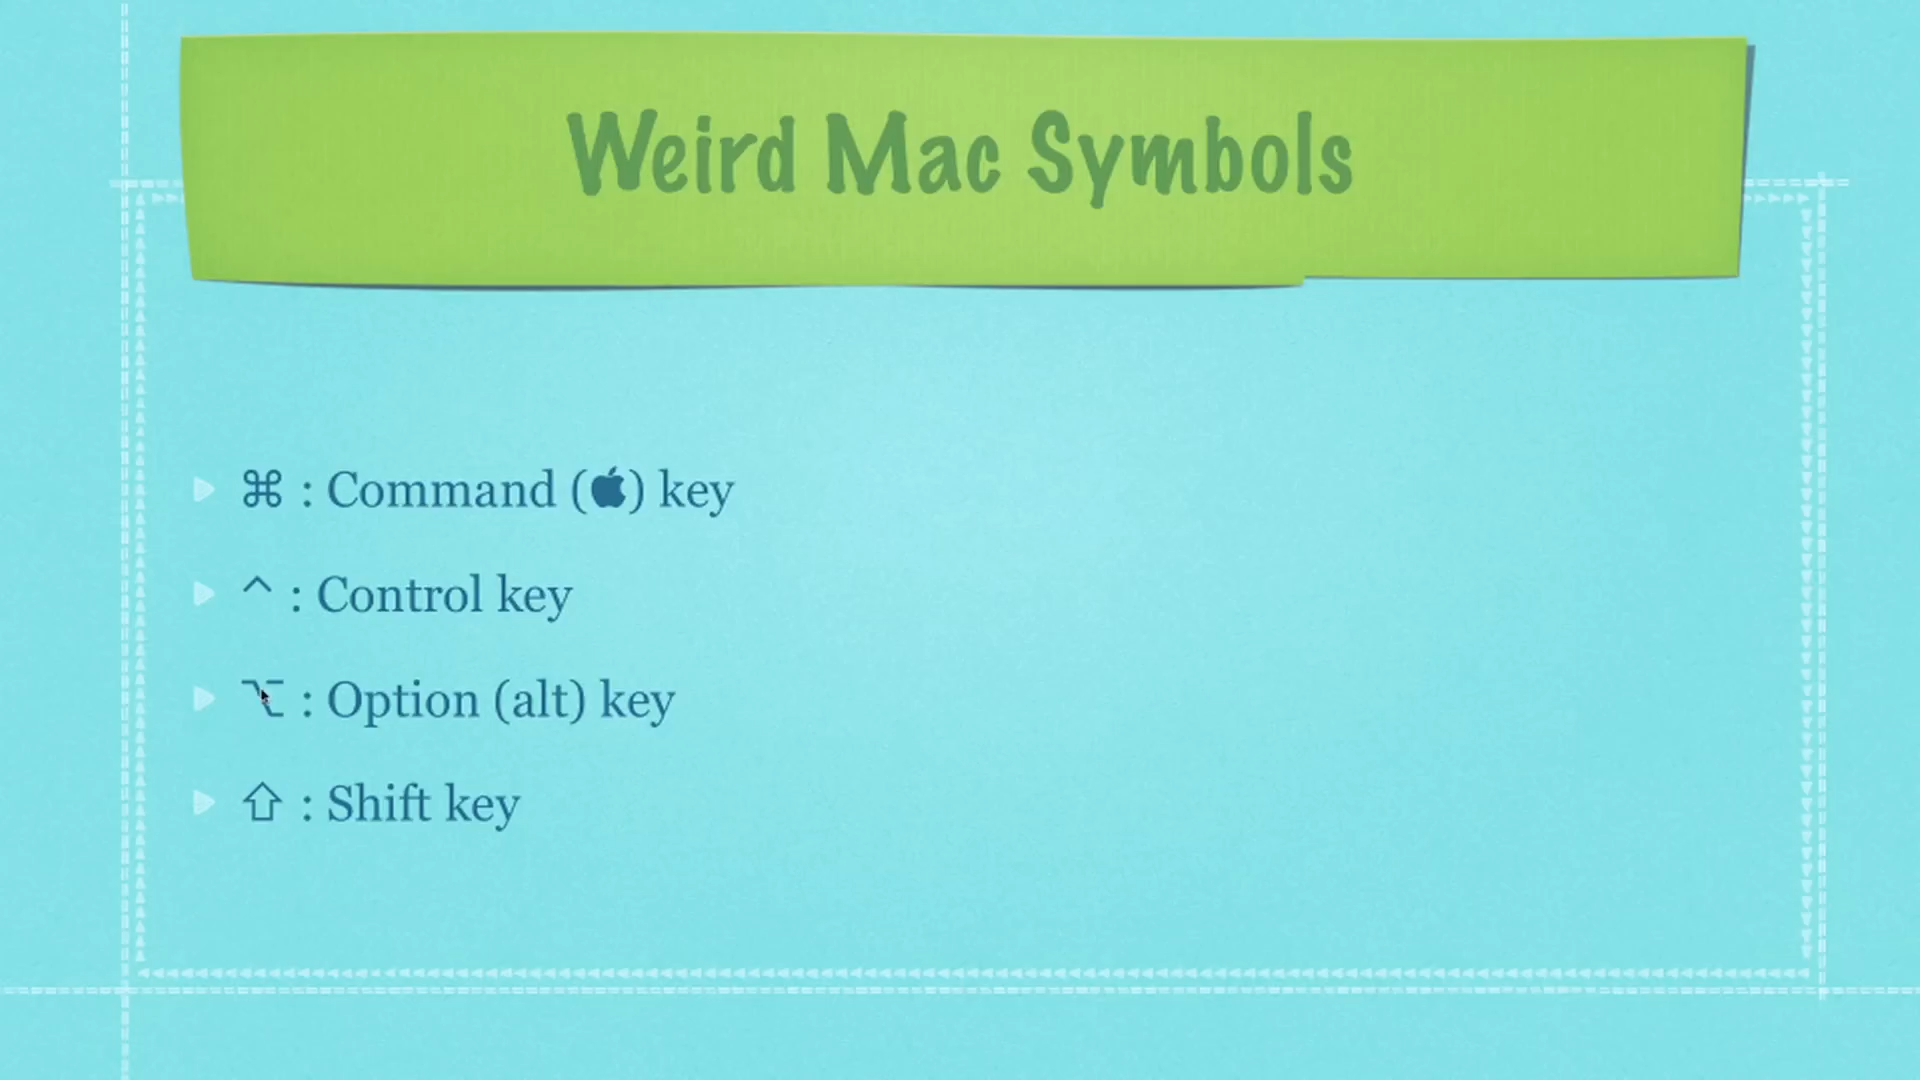 Weird Mac Symbols
⌘ : Command () key
^ : Control key
⌥ : Option (alt) key
⇧ : Shift key